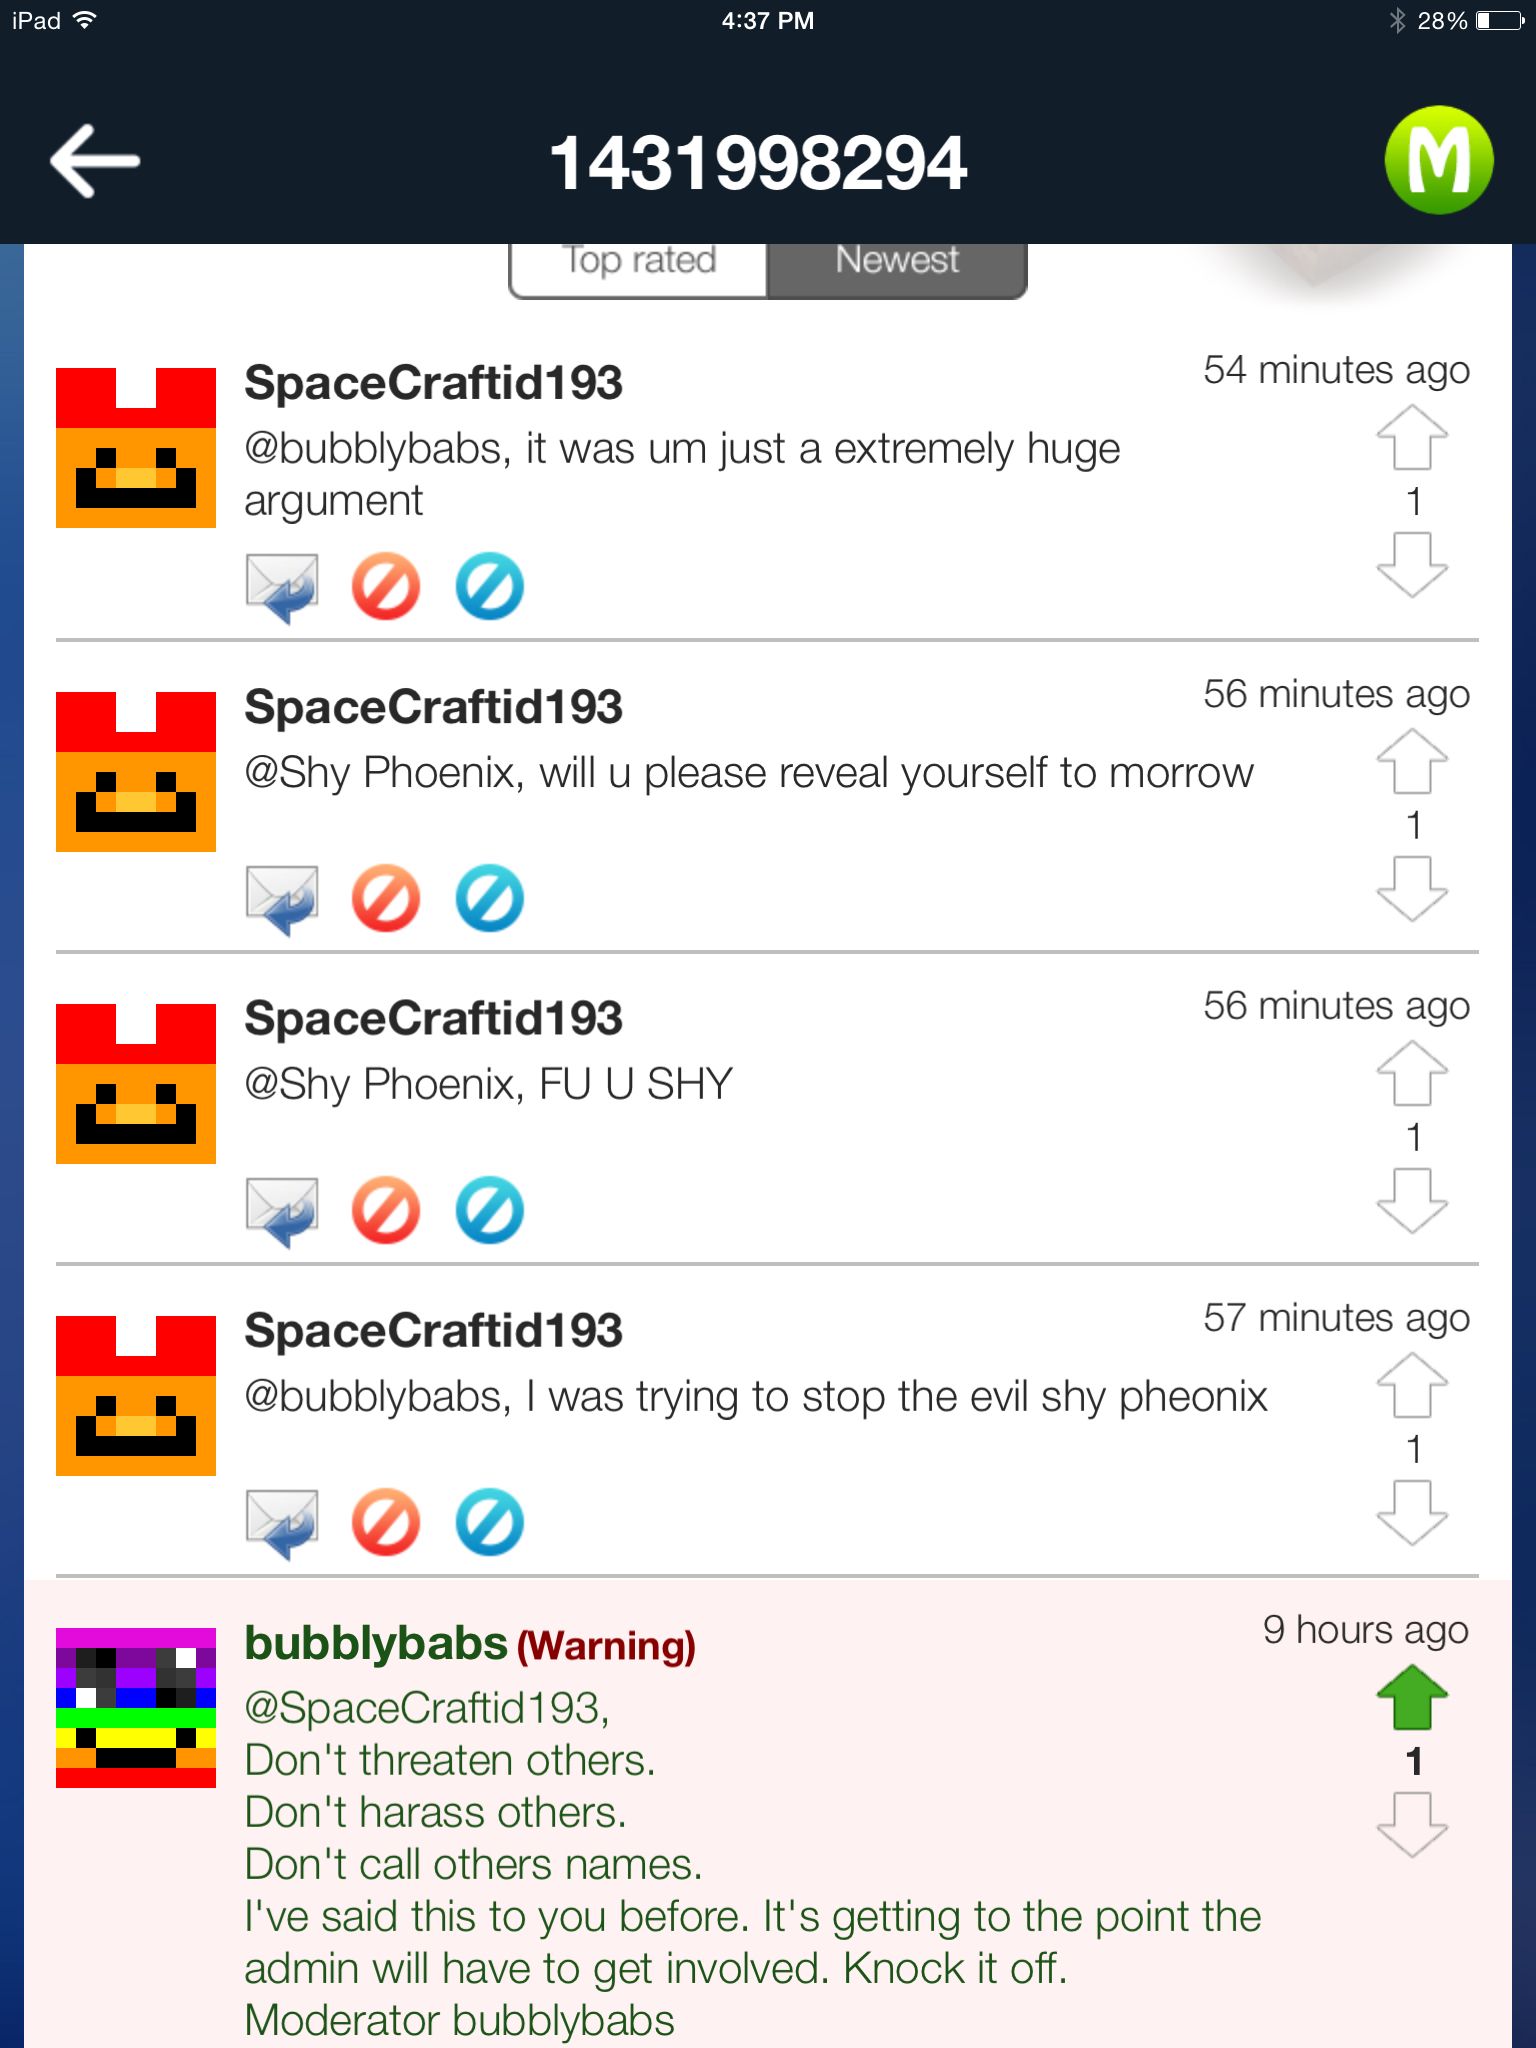 iPad 4:37 PM 28%
1431998294
M
Top rated Newest
SpaceCraftid193 54 minutes ago
@bubblybabs, it was um just a extremely huge
argument
1
SpaceCraftid193 56 minutes ago
@Shy Phoenix, will u please reveal yourself to morrow
1
SpaceCraftid193 56 minutes ago
@Shy Phoenix, FU U SHY
1
SpaceCraftid193 57 minutes ago
@bubblybabs, I was trying to stop the evil shy pheonix
1
bubblybabs (Warning) 9 hours ago
@SpaceCraftid193,
Don't threaten others.
1
Don't harass others.
Don't call others names.
I've said this to you before. It's getting to the point the
admin will have to get involved. Knock it off.
Moderator bubblybabs